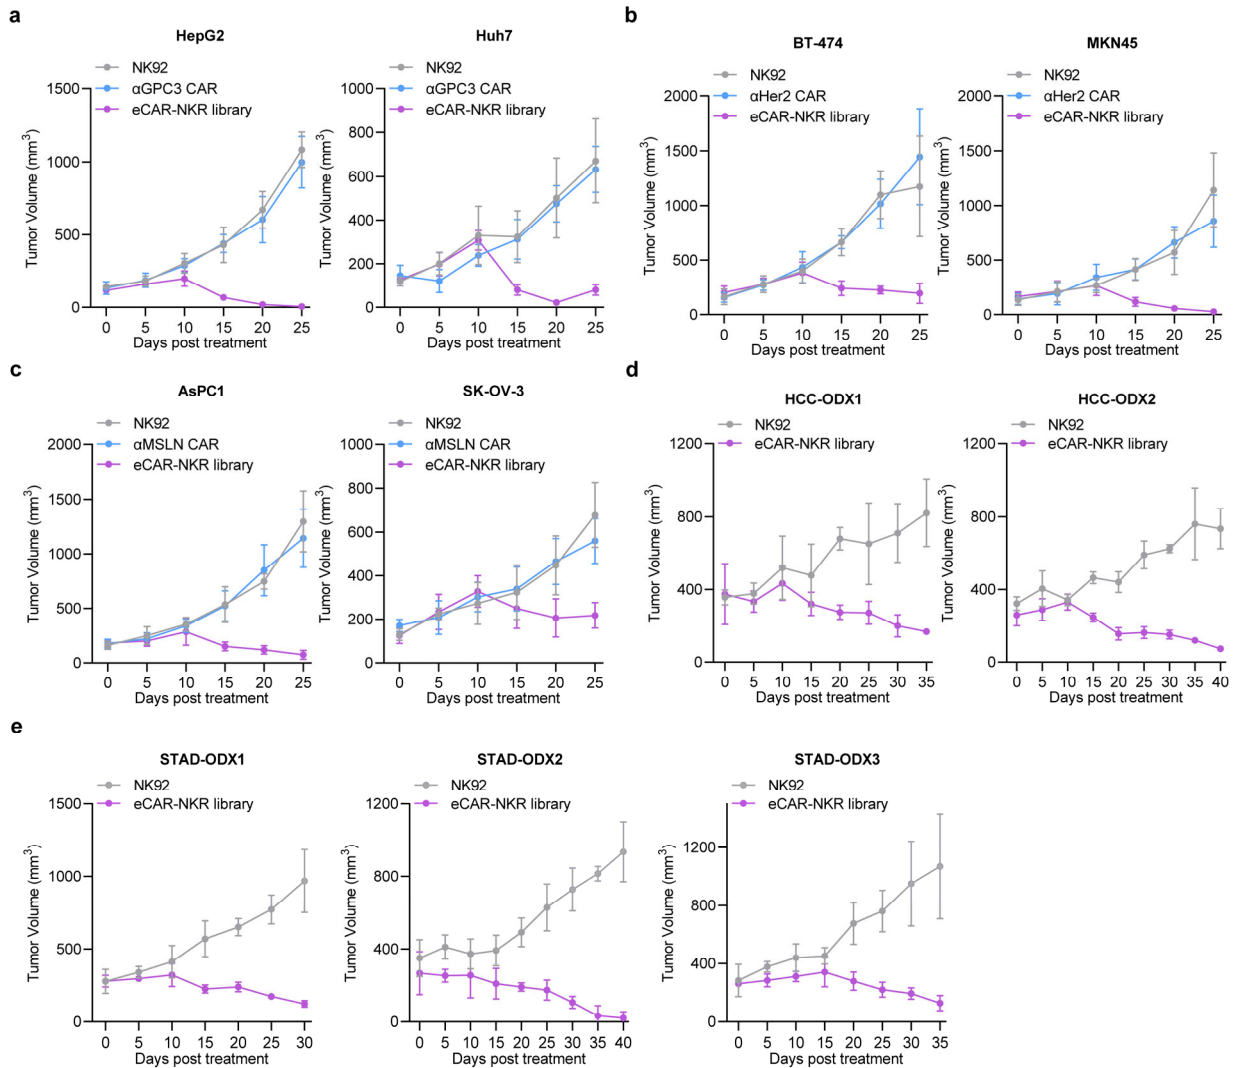 a
HepG2
NK92
αGPC3 CAR
eCAR-NKR library
Tumor Volume (mm³)
1500
1000
500
0
0 5 10 15 20 25
Days post treatment
Huh7
NK92
αGPC3 CAR
eCAR-NKR library
Tumor Volume (mm³)
1000
800
600
400
200
0
0 5 10 15 20 25
Days post treatment
b
BT-474
NK92
αHer2 CAR
eCAR-NKR library
Tumor Volume (mm³)
2000
1500
1000
500
0
0 5 10 15 20 25
Days post treatment
MKN45
NK92
αHer2 CAR
eCAR-NKR library
Tumor Volume (mm³)
2000
1500
1000
500
0
0 5 10 15 20 25
Days post treatment
c
AsPC1
NK92
αMSLN CAR
eCAR-NKR library
Tumor Volume (mm³)
2000
1500
1000
500
0
0 5 10 15 20 25
Days post treatment
SK-OV-3
NK92
αMSLN CAR
eCAR-NKR library
Tumor Volume (mm³)
1000
800
600
400
200
0
0 5 10 15 20 25
Days post treatment
d
HCC-ODX1
NK92
eCAR-NKR library
Tumor Volume (mm³)
1200
800
400
0
0 5 10 15 20 25 30 35
Days post treatment
HCC-ODX2
NK92
eCAR-NKR library
Tumor Volume (mm³)
1200
800
400
0
0 5 10 15 20 25 30 35 40
Days post treatment
e
STAD-ODX1
NK92
eCAR-NKR library
Tumor Volume (mm³)
1500
1000
500
0
0 5 10 15 20 25 30
Days post treatment
STAD-ODX2
NK92
eCAR-NKR library
Tumor Volume (mm³)
1200
800
400
0
0 5 10 15 20 25 30 35 40
Days post treatment
STAD-ODX3
NK92
eCAR-NKR library
Tumor Volume (mm³)
1200
800
400
0
0 5 10 15 20 25 30 35
Days post treatment